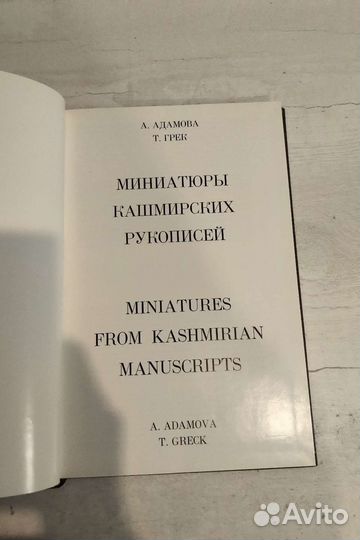 А. АДАМОВА
Т. ГРЕК
МИНИАТЮРЫ
КАШМИРСКИХ
РУКОПИСЕЙ
MINIATURES
FROM KASHMIRIAN
MANUSCRIPTS
A. ADAMOVA
T. GRECK
Avito